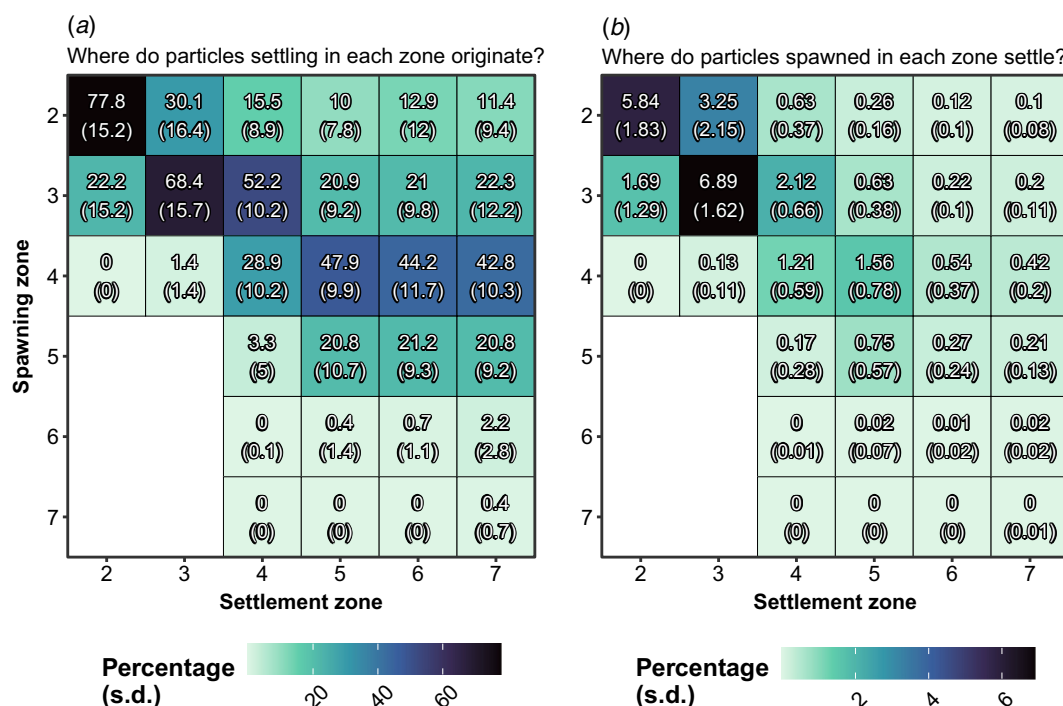 (a)
Where do particles settling in each zone originate?
77.8 30.1 15.5 10 12.9 11.4
(15.2) (16.4) (8.9) (7.8) (12) (9.4)
22.2 68.4 52.2 20.9 21 22.3
(15.2) (15.7) (10.2) (9.2) (9.8) (12.2)
0 1.4 28.9 47.9 44.2 42.8
(0) (1.4) (10.2) (9.9) (11.7) (10.3)
3.3 20.8 21.2 20.8
(5) (10.7) (9.3) (9.2)
0 0.4 0.7 2.2
(0.1) (1.4) (1.1) (2.8)
0 0 0 0.4
(0) (0) (0) (0.7)
2
3
4
5
6
7
Spawning zone
2 3 4 5 6 7
Settlement zone
Percentage
(s.d.)
20 40 60
(b)
Where do particles spawned in each zone settle?
5.84 3.25 0.63 0.26 0.12 0.1
(1.83) (2.15) (0.37) (0.16) (0.1) (0.08)
1.69 6.89 2.12 0.63 0.22 0.2
(1.29) (1.62) (0.66) (0.38) (0.1) (0.11)
0 0.13 1.21 1.56 0.54 0.42
(0) (0.11) (0.59) (0.78) (0.37) (0.2)
0.17 0.75 0.27 0.21
(0.28) (0.57) (0.24) (0.13)
0 0.02 0.01 0.02
(0.01) (0.07) (0.02) (0.02)
0 0 0 0
(0) (0) (0) (0.01)
2
3
4
5
6
7
2 3 4 5 6 7
Settlement zone
Percentage
(s.d.)
2 4 6